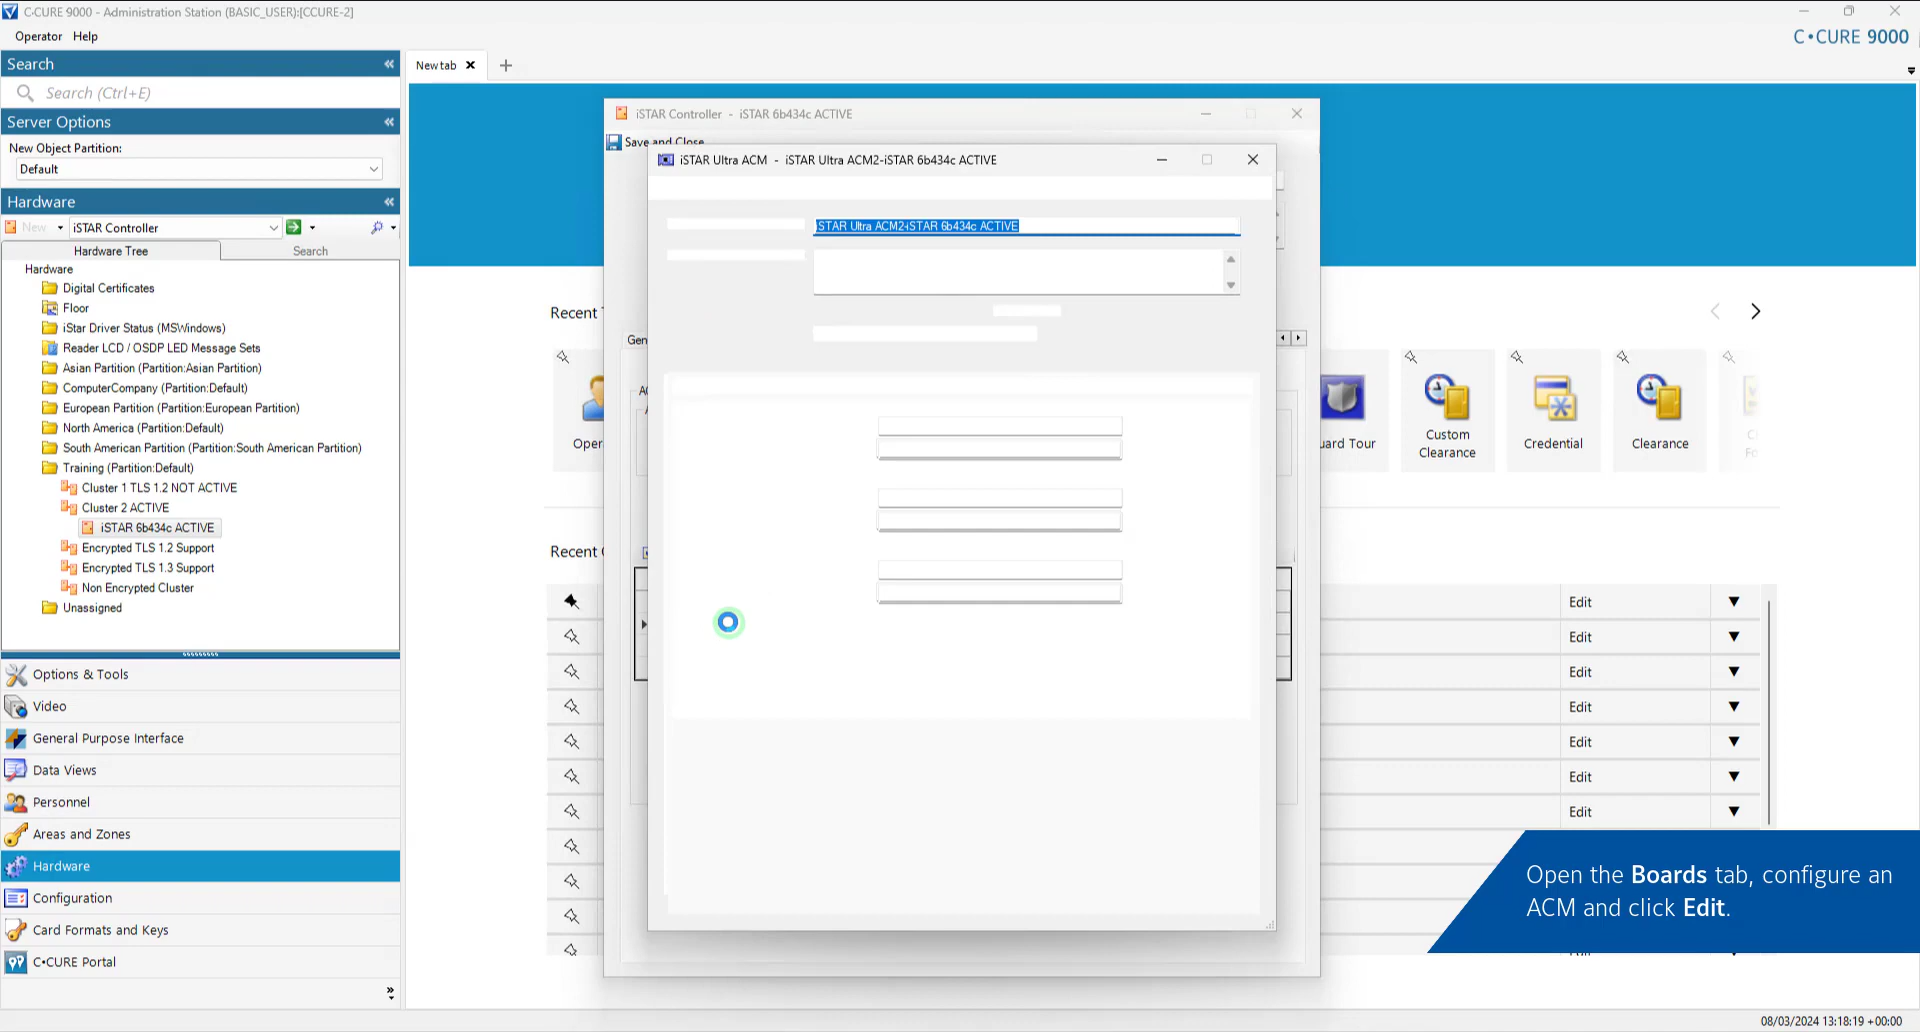 C•CURE 9000 - Administration Station (BASIC_USER):[CCURE-2]
Operator Help
C•CURE 9000
Search
Search (Ctrl+E)
Server Options
New Object Partition:
Default
Hardware
New
iSTAR Controller
Hardware Tree
Search
Hardware
Digital Certificates
Floor
iStar Driver Status (MSWindows)
Reader LCD / OSDP LED Message Sets
Asian Partition (Partition:Asian Partition)
ComputerCompany (Partition:Default)
European Partition (Partition:European Partition)
North America (Partition:Default)
South American Partition (Partition:South American Partition)
Training (Partition:Default)
Cluster 1 TLS 1.2 NOT ACTIVE
Cluster 2 ACTIVE
iSTAR 6b434c ACTIVE
Encrypted TLS 1.2 Support
Encrypted TLS 1.3 Support
Non Encrypted Cluster
Unassigned
Options & Tools
Video
General Purpose Interface
Data Views
Personnel
Areas and Zones
Hardware
Configuration
Card Formats and Keys
C•CURE Portal
New tab
iSTAR Controller - iSTAR 6b434c ACTIVE
Save and Close
iSTAR Ultra ACM - iSTAR Ultra ACM2-iSTAR 6b434c ACTIVE
iSTAR Ultra ACM2-iSTAR 6b434c ACTIVE
Recent
Gen
Oper
uard Tour
Custom
Clearance
Credential
Clearance
Recent
Edit
Edit
Edit
Edit
Edit
Edit
Edit
Open the Boards tab, configure an
ACM and click Edit.
08/03/2024 13:18:19 +00:00